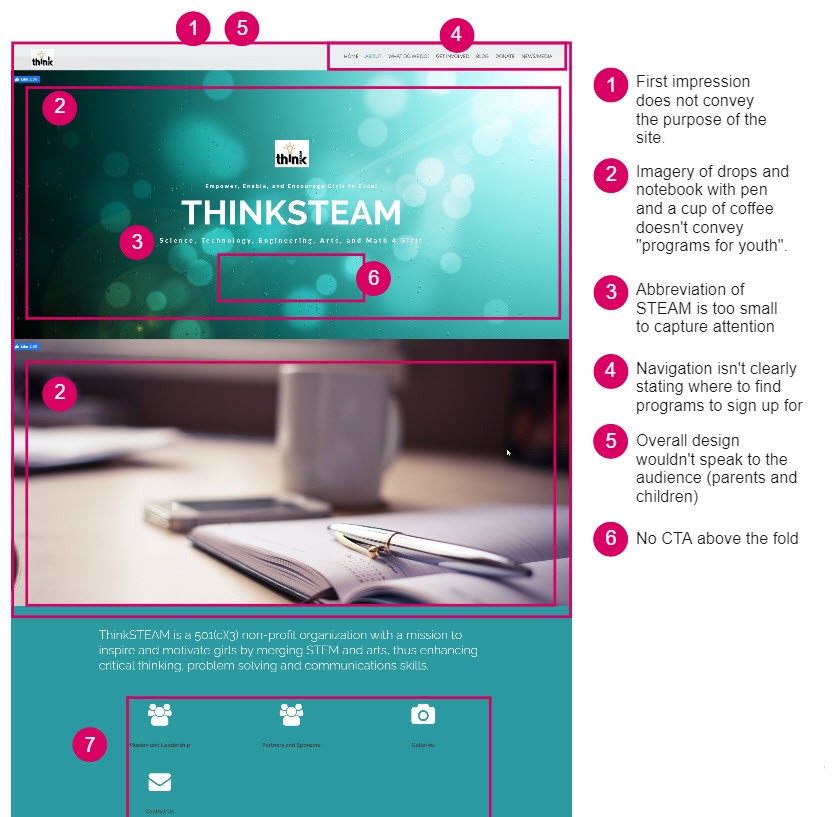 1
5
4
think
HOME ABOUT WHAT DO WE DO? GET INVOLVED BLOG DONATE NEWS/MEDIA
Like
2
think
Empower, Enable, and Encourage Girls to Excel
THINKSTEAM
3
Science, Technology, Engineering, Arts, and Math 4 Girls
6
Like
2
ThinkSTEAM is a 501(c)(3) non-profit organization with a mission to
inspire and motivate girls by merging STEM and arts, thus enhancing
critical thinking, problem solving and communications skills.
7
Mission and Leadership
Partners and Sponsors
Galleries
Contact Us
1
First impression
does not convey
the purpose of the
site.
2
Imagery of drops and
notebook with pen
and a cup of coffee
doesn't convey
"programs for youth".
3
Abbreviation of
STEAM is too small
to capture attention
4
Navigation isn't clearly
stating where to find
programs to sign up for
5
Overall design
wouldn't speak to the
audience (parents and
children)
6
No CTA above the fold